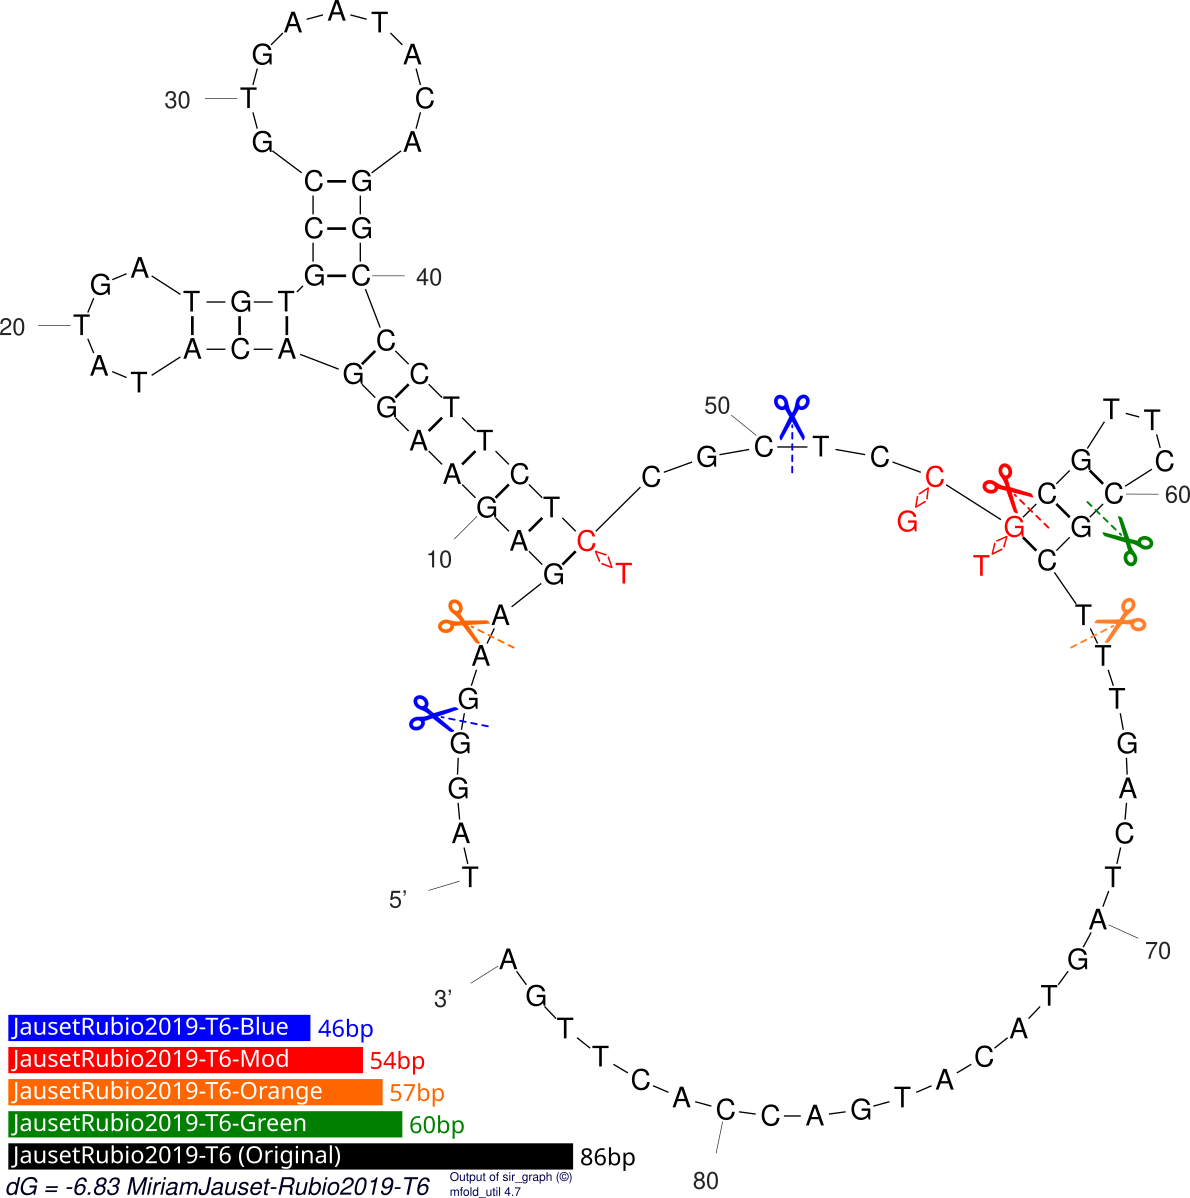 A A T
G A
30 T C
G A
C G
C G
G A G C 40
T G T
20 T C
A C A
A T G C
G T 50 T T
A T G C T C G C
A C C C C 60
G T G G G
10 A C T C
G T
A T
A T
G T
G G
G A
A C
T T
5’
A
70
A G
3’ G T
T A
T C
C A
A T
C C A G
80
JausetRubio2019-T6-Blue 46bp
JausetRubio2019-T6-Mod 54bp
JausetRubio2019-T6-Orange 57bp
JausetRubio2019-T6-Green 60bp
JausetRubio2019-T6 (Original) 86bp
dG = -6.83 MiriamJauset-Rubio2019-T6
Output of sir_graph (©)
mfold_util 4.7